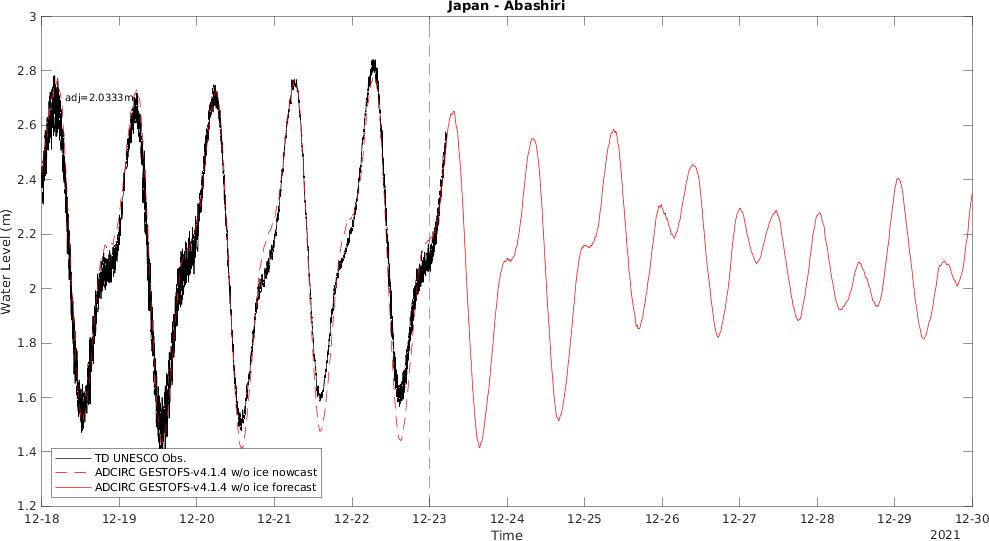 Japan - Abashiri
3
2.8
2.6
2.4
2.2
2
1.8
1.6
1.4
1.2
Water Level (m)
adj=2.0333m
TD UNESCO Obs.
ADCIRC GESTOFS-v4.1.4 w/o ice nowcast
ADCIRC GESTOFS-v4.1.4 w/o ice forecast
12-18 12-19 12-20 12-21 12-22 12-23 12-24 12-25 12-26 12-27 12-28 12-29 12-30
Time
2021